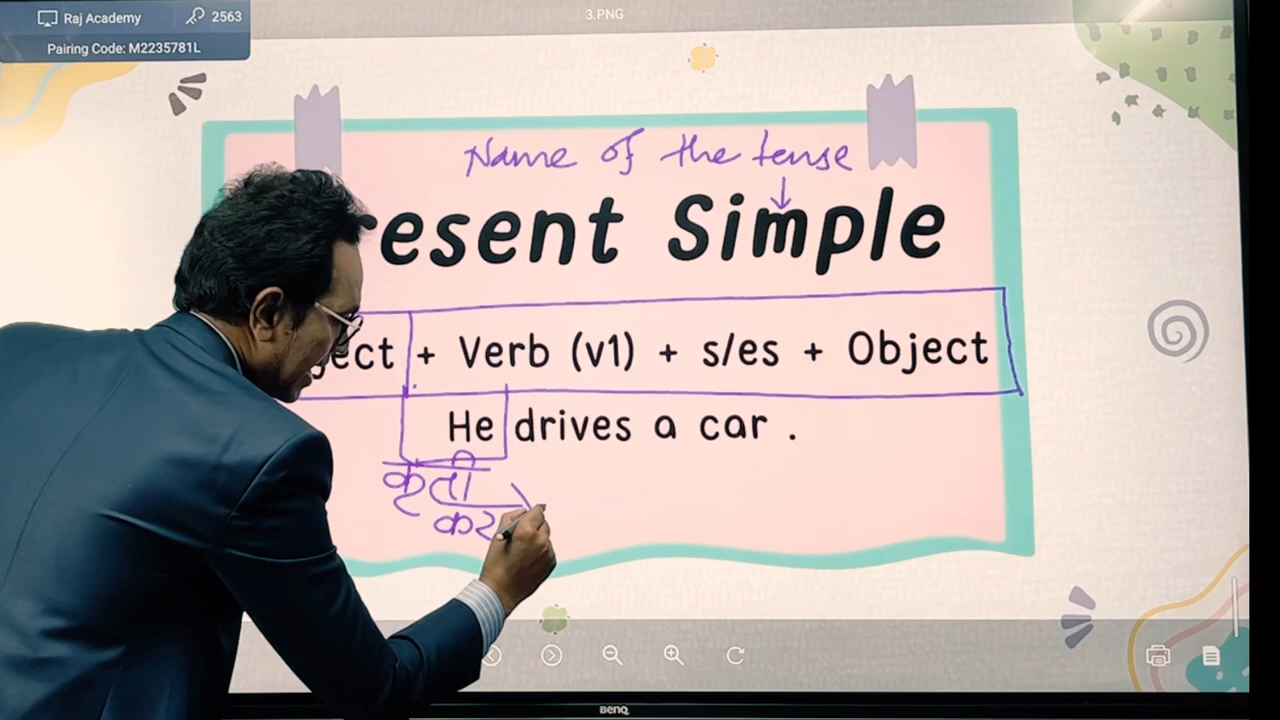 Raj Academy 2563
3.PNG
Pairing Code: M2235781L
Name of the tense
esent Simple
ject + Verb (v1) + s/es + Object
He drives a car .
कृती
कर
BenQ